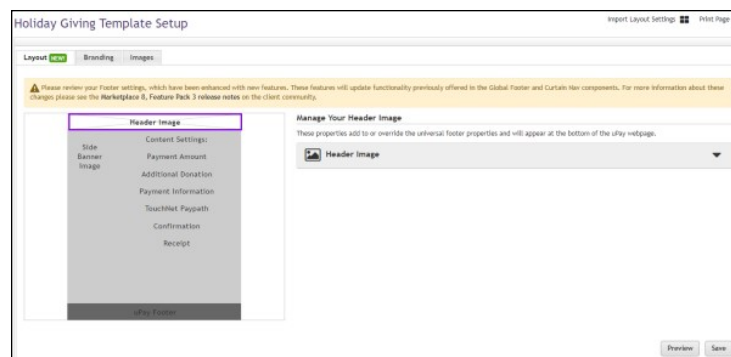 Holiday Giving Template Setup
Import Layout Settings
Print Page
Layout NEW!
Branding
Images
Please review your Footer settings, which have been enhanced with new features. These features will update functionality previously offered in the Global Footer and Curtain Nav components. For more information about these
changes please see the Marketplace 8, Feature Pack 3 release notes on the client community.
Header Image
Side
Banner
Image
Content Settings:
Payment Amount
Additional Donation
Payment Information
TouchNet Paypath
Confirmation
Receipt
uPay Footer
Manage Your Header Image
These properties add to or override the universal footer properties and will appear at the bottom of the uPay webpage.
Header Image
Preview
Save